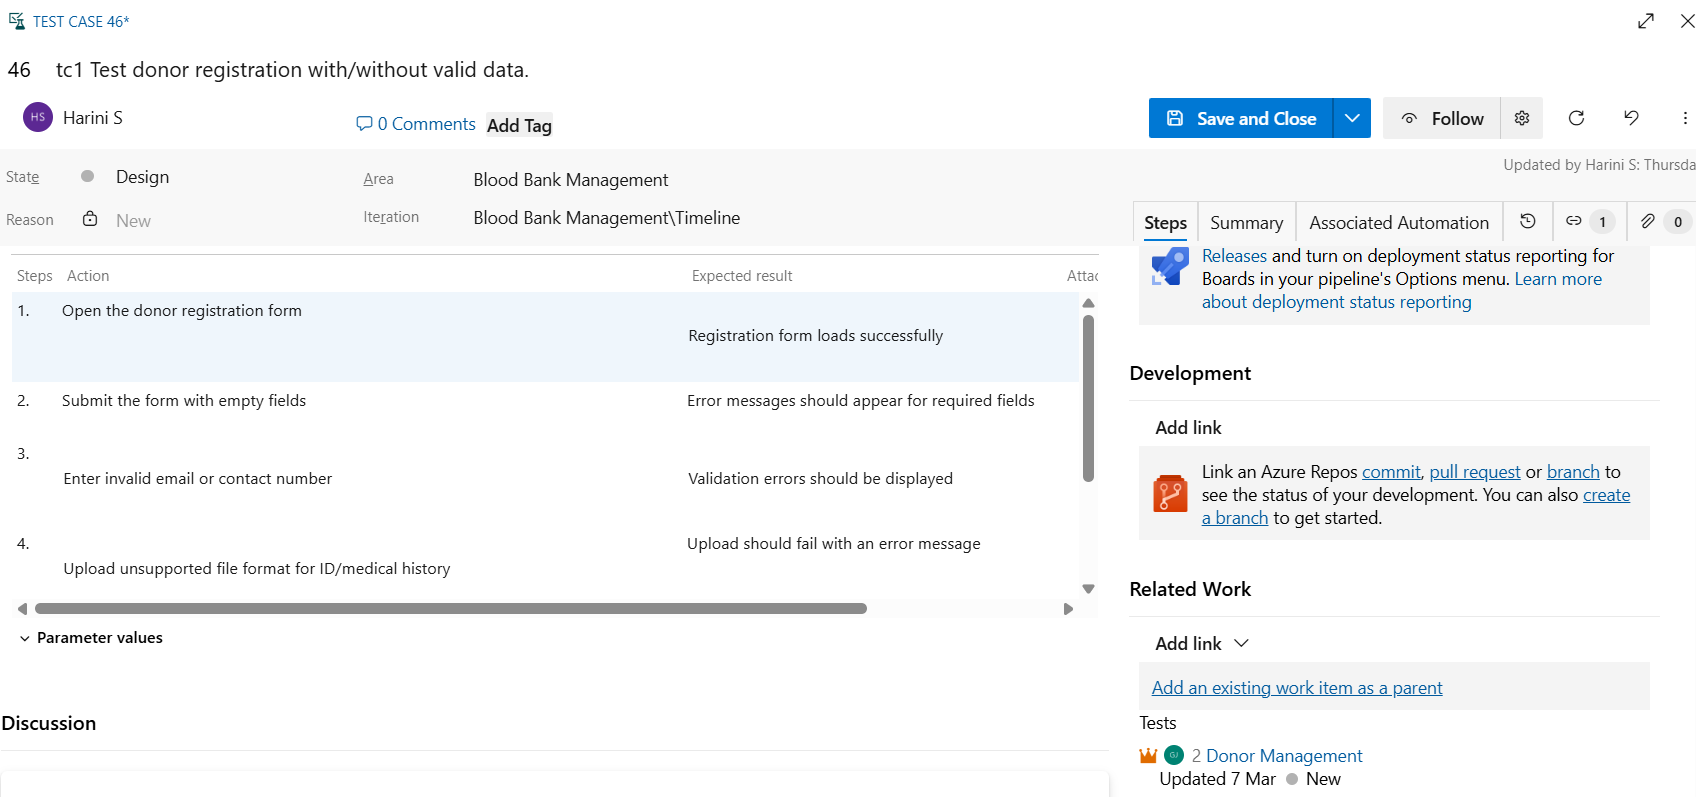 TEST CASE 46*
46 tc1 Test donor registration with/without valid data.
HS Harini S
0 Comments Add Tag
Save and Close
Follow
State Design
Area Blood Bank Management
Updated by Harini S: Thursda
Reason New
Iteration Blood Bank Management\Timeline
Steps Summary Associated Automation 1 0
Steps Action Expected result Attac
1. Open the donor registration form
Registration form loads successfully
2. Submit the form with empty fields Error messages should appear for required fields
3.
Enter invalid email or contact number Validation errors should be displayed
4. Upload should fail with an error message
Upload unsupported file format for ID/medical history
Parameter values
Discussion
Releases and turn on deployment status reporting for
Boards in your pipeline's Options menu. Learn more
about deployment status reporting
Development
Add link
Link an Azure Repos commit, pull request or branch to
see the status of your development. You can also create
a branch to get started.
Related Work
Add link
Add an existing work item as a parent
Tests
2 Donor Management
Updated 7 Mar New